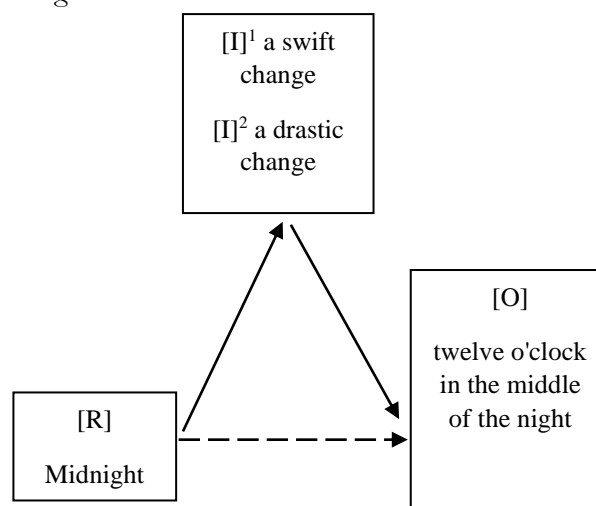 [I]1 a swift
change
[I]2 a drastic
change
[O]
twelve o'clock
in the middle
of the night
[R]
Midnight